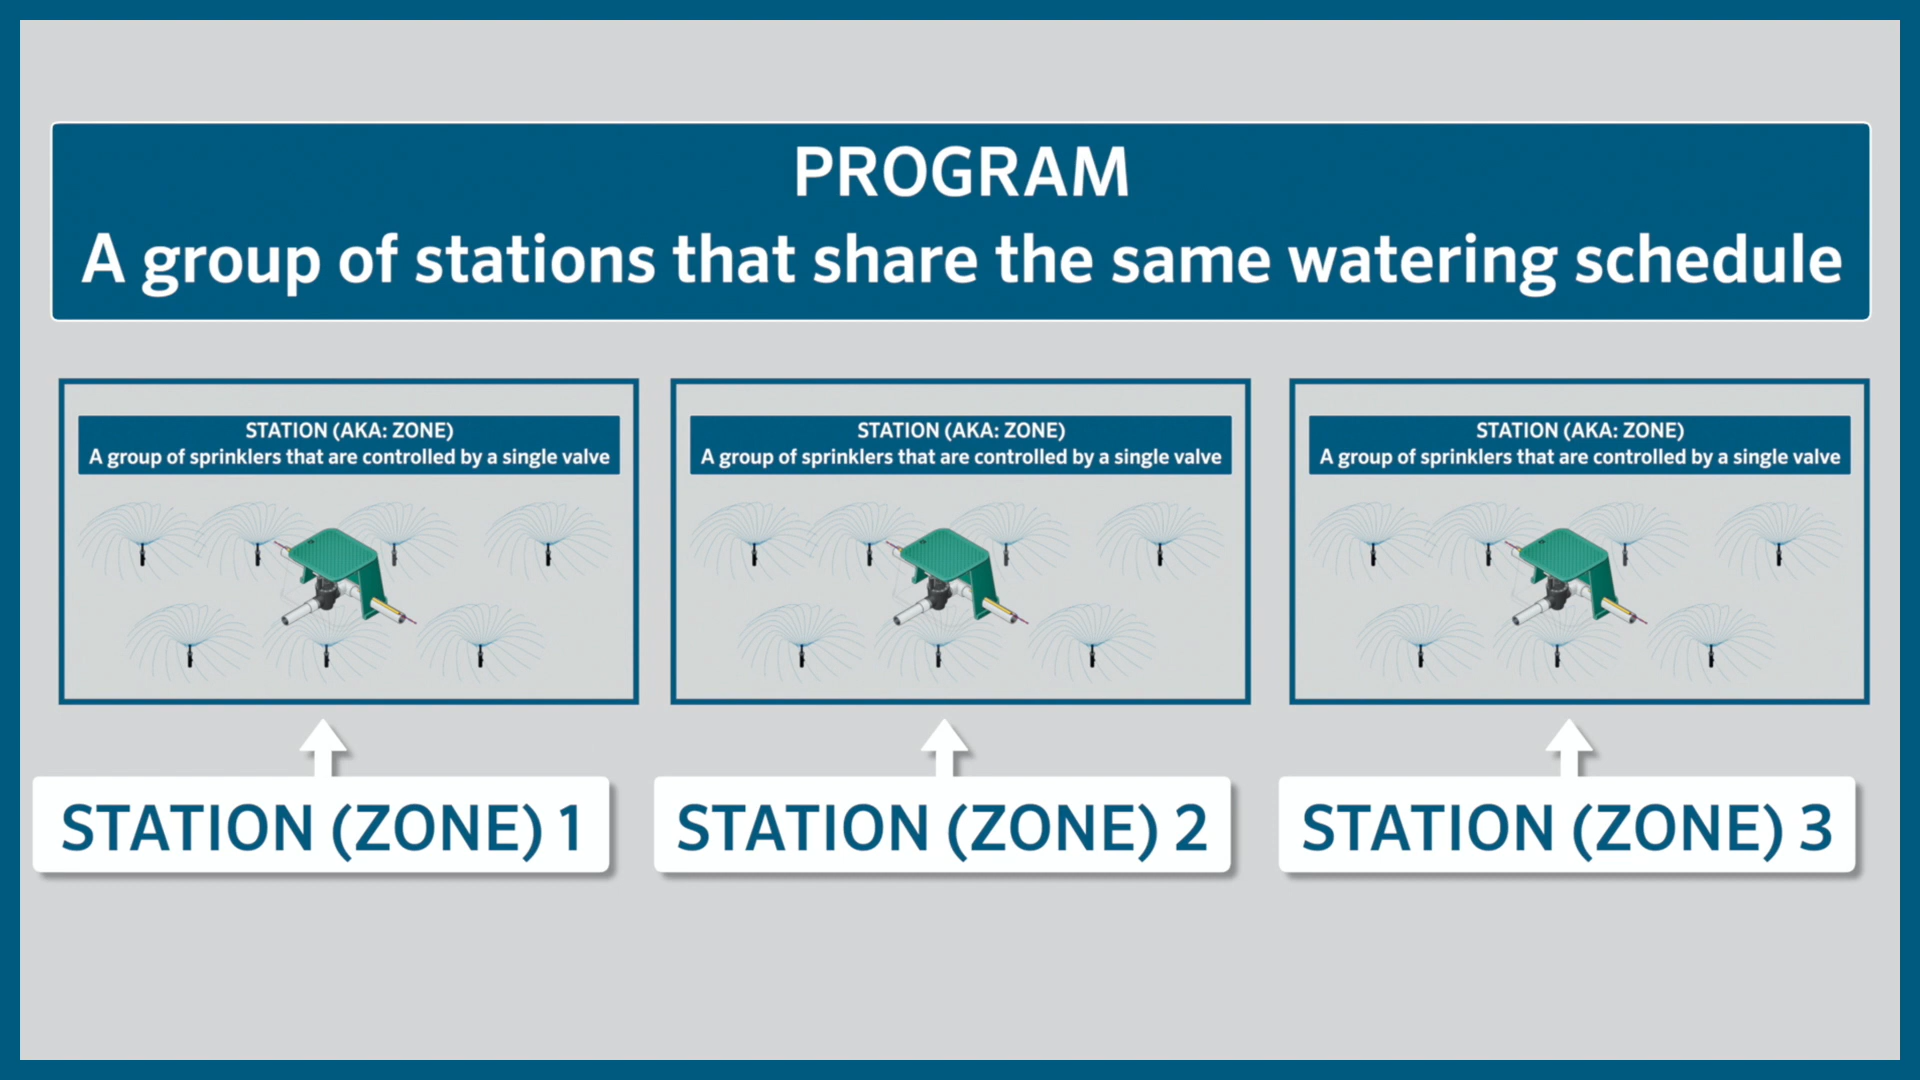 PROGRAM
A group of stations that share the same watering schedule
STATION (AKA: ZONE)
A group of sprinklers that are controlled by a single valve
STATION (AKA: ZONE)
A group of sprinklers that are controlled by a single valve
STATION (AKA: ZONE)
A group of sprinklers that are controlled by a single valve
STATION (ZONE) 1
STATION (ZONE) 2
STATION (ZONE) 3